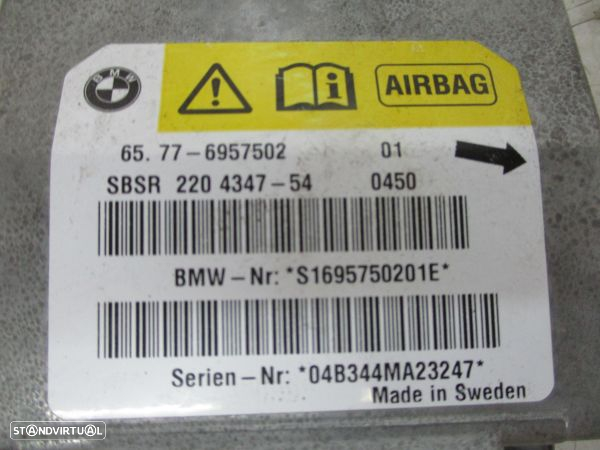 BMW
AIRBAG
65. 77-6957502 01
SBSR 220 4347-54 0450
BMW-Nr: *S1695750201E*
Serien-Nr: *04B344MA23247*
Made in Sweden
STANDVIRTUAL